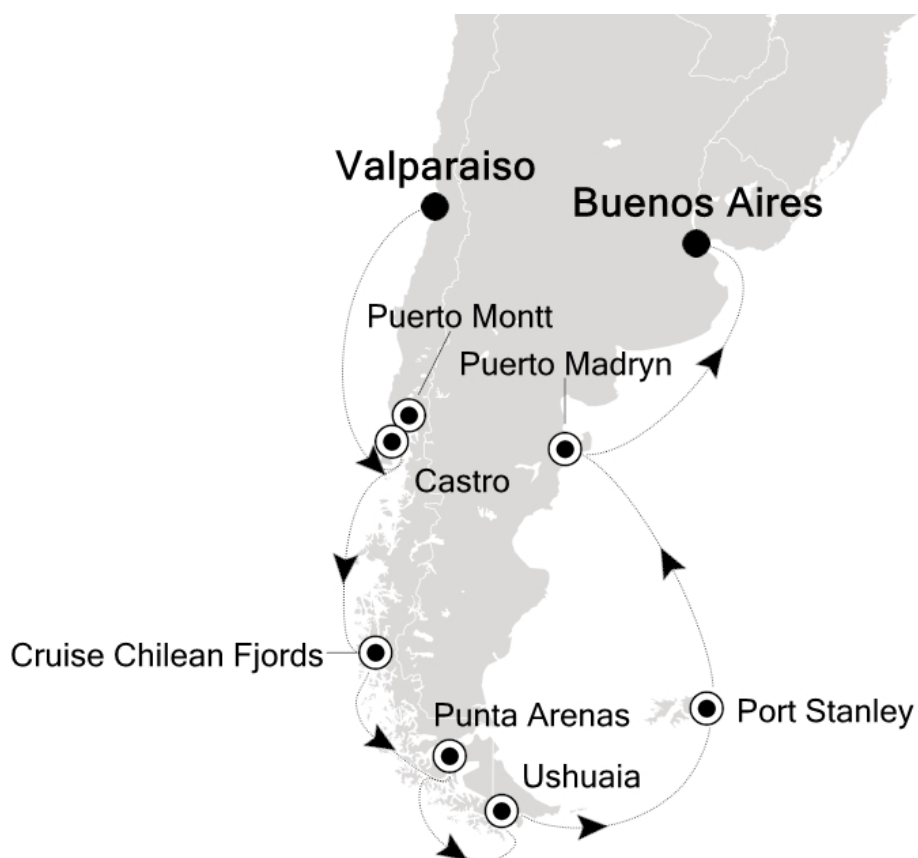 Valparaiso
Buenos Aires
Puerto Montt
Puerto Madryn
Castro
Cruise Chilean Fjords
Punta Arenas
Port Stanley
Ushuaia